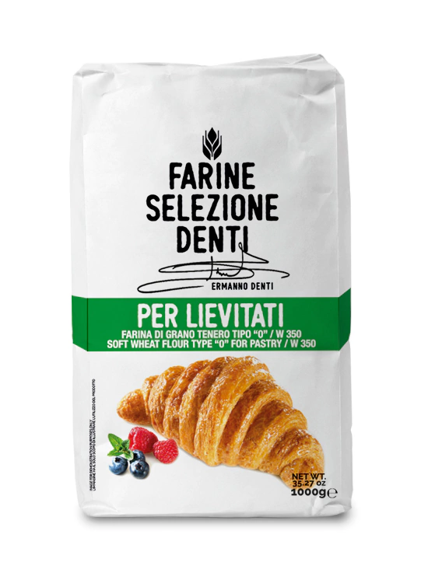 FARINE
SELEZIONE
DENTI
ERMANNO DENTI
PER LIEVITATI
FARINA DI GRANO TENERO TIPO "0" / W 350
SOFT WHEAT FLOUR TYPE "0" FOR PASTRY / W 350
NET WT.
35.27 oz
1000g℮